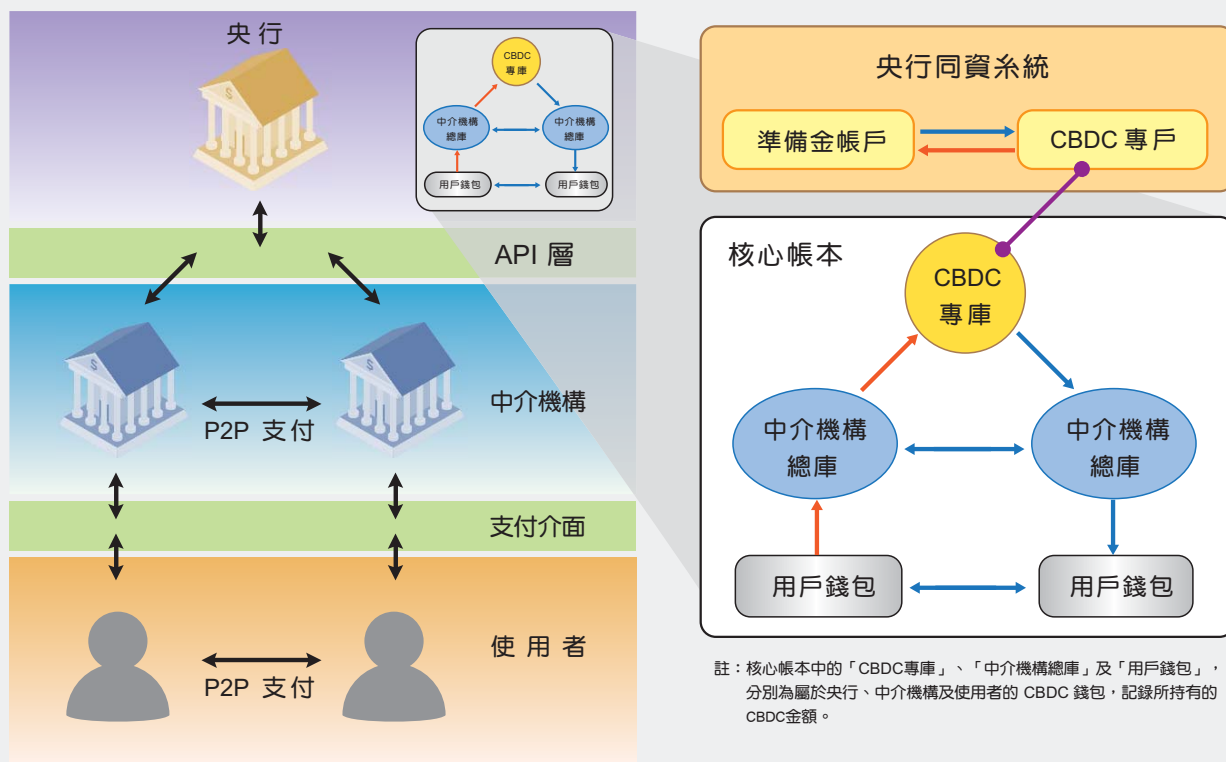 央行
CBDC
專庫
中介機構
總庫
中介機構
總庫
用戶錢包
用戶錢包
API 層
中介機構
P2P 支付
支付介面
使用者
P2P 支付
央行同資系統
準備金帳戶
CBDC 專戶
核心帳本
CBDC
專庫
中介機構
總庫
中介機構
總庫
用戶錢包
用戶錢包
註：核心帳本中的「CBDC專庫」、「中介機構總庫」及「用戶錢包」，
分別為屬於央行、中介機構及使用者的 CBDC 錢包，記錄所持有的
CBDC金額。